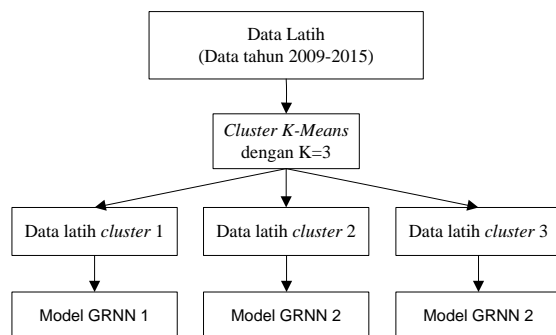 Data Latih
(Data tahun 2009-2015)
Cluster K-Means
dengan K=3
Data latih cluster 1
Data latih cluster 2
Data latih cluster 3
Model GRNN 1
Model GRNN 2
Model GRNN 2